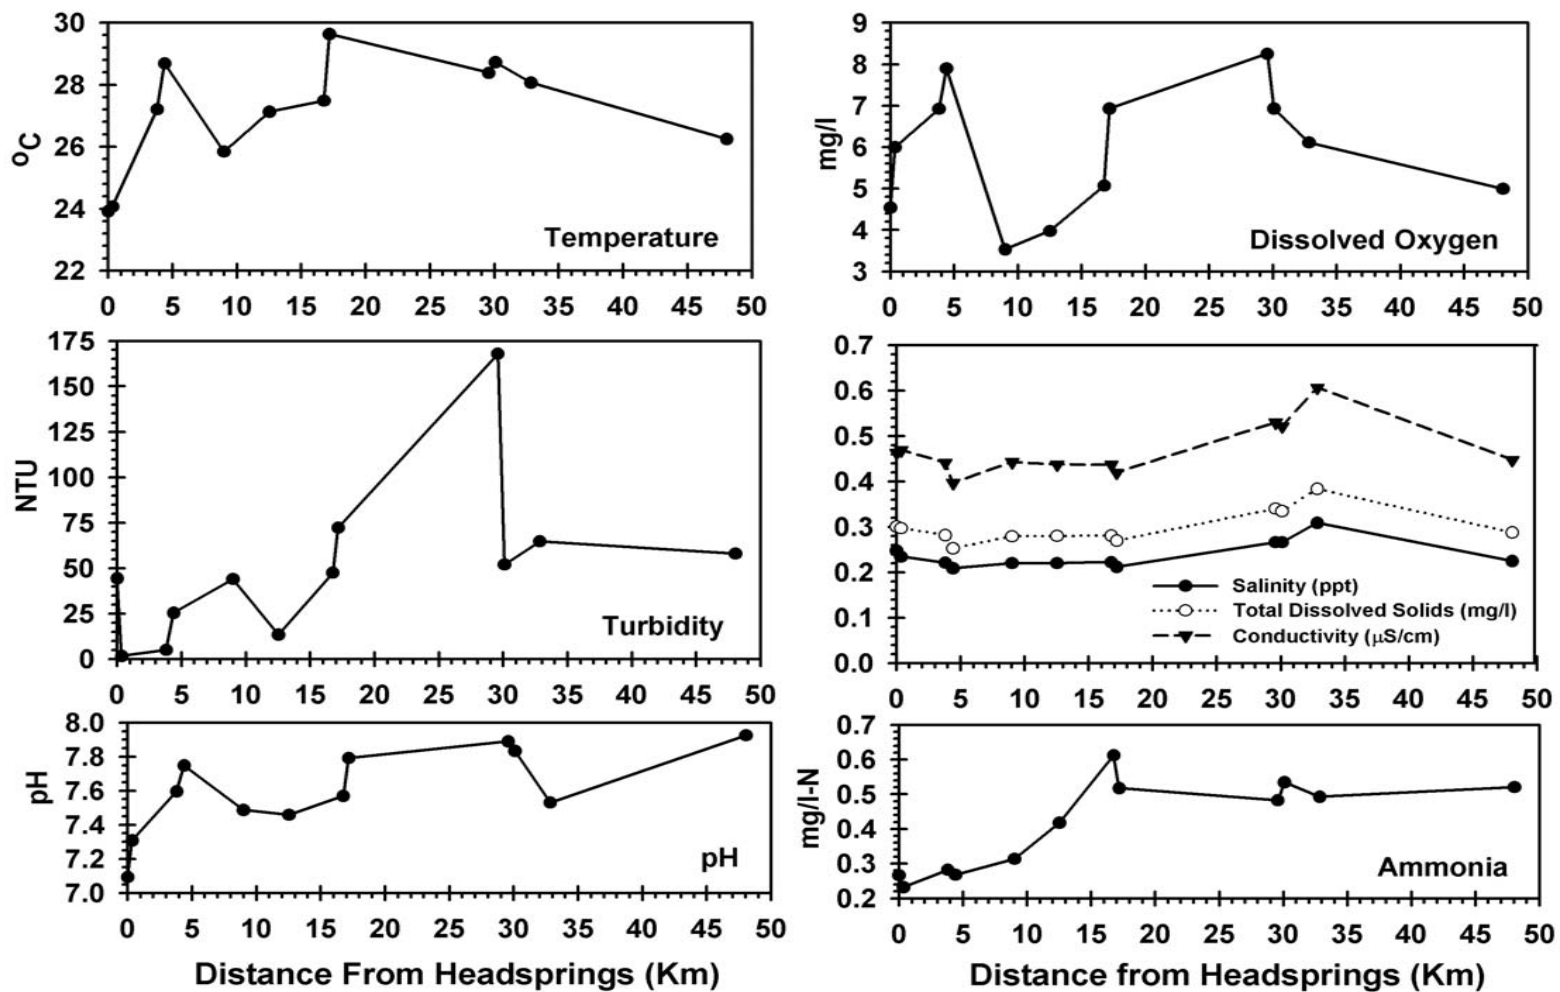 30
28
26
24
22
°C
Temperature
0 5 10 15 20 25 30 35 40 45 50
9
8
7
6
5
4
3
mg/l
Dissolved Oxygen
0 5 10 15 20 25 30 35 40 45 50
175
150
125
100
75
50
25
0
NTU
Turbidity
0 5 10 15 20 25 30 35 40 45 50
0.7
0.6
0.5
0.4
0.3
0.2
0.1
0.0
Salinity (ppt)
Total Dissolved Solids (mg/l)
Conductivity (μS/cm)
0 5 10 15 20 25 30 35 40 45 50
8.0
7.8
7.6
7.4
7.2
7.0
pH
pH
0 5 10 15 20 25 30 35 40 45 50
Distance From Headsprings (Km)
0.7
0.6
0.5
0.4
0.3
0.2
mg/l-N
Ammonia
0 5 10 15 20 25 30 35 40 45 50
Distance from Headsprings (Km)